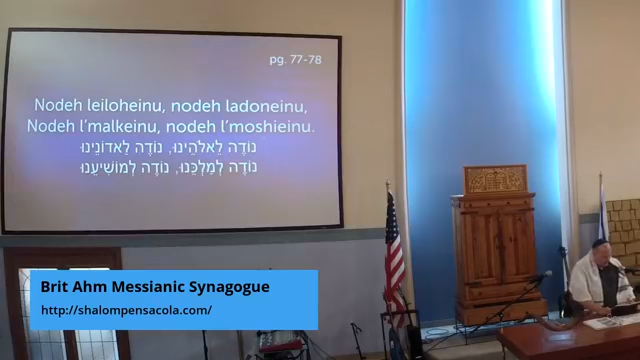 pg. 77-78
Nodeh leiloheinu, nodeh ladoneinu,
Nodeh l’malkeinu, nodeh l’moshieinu.
נוֹדֶה לֵאלֹהֵינוּ, נוֹדֶה לַאדוֹנֵינוּ
נוֹדֶה לְמַלְכֵּנוּ, נוֹדֶה לְמוֹשִׁיעֵנוּ
Brit Ahm Messianic Synagogue
http://shalompensacola.com/